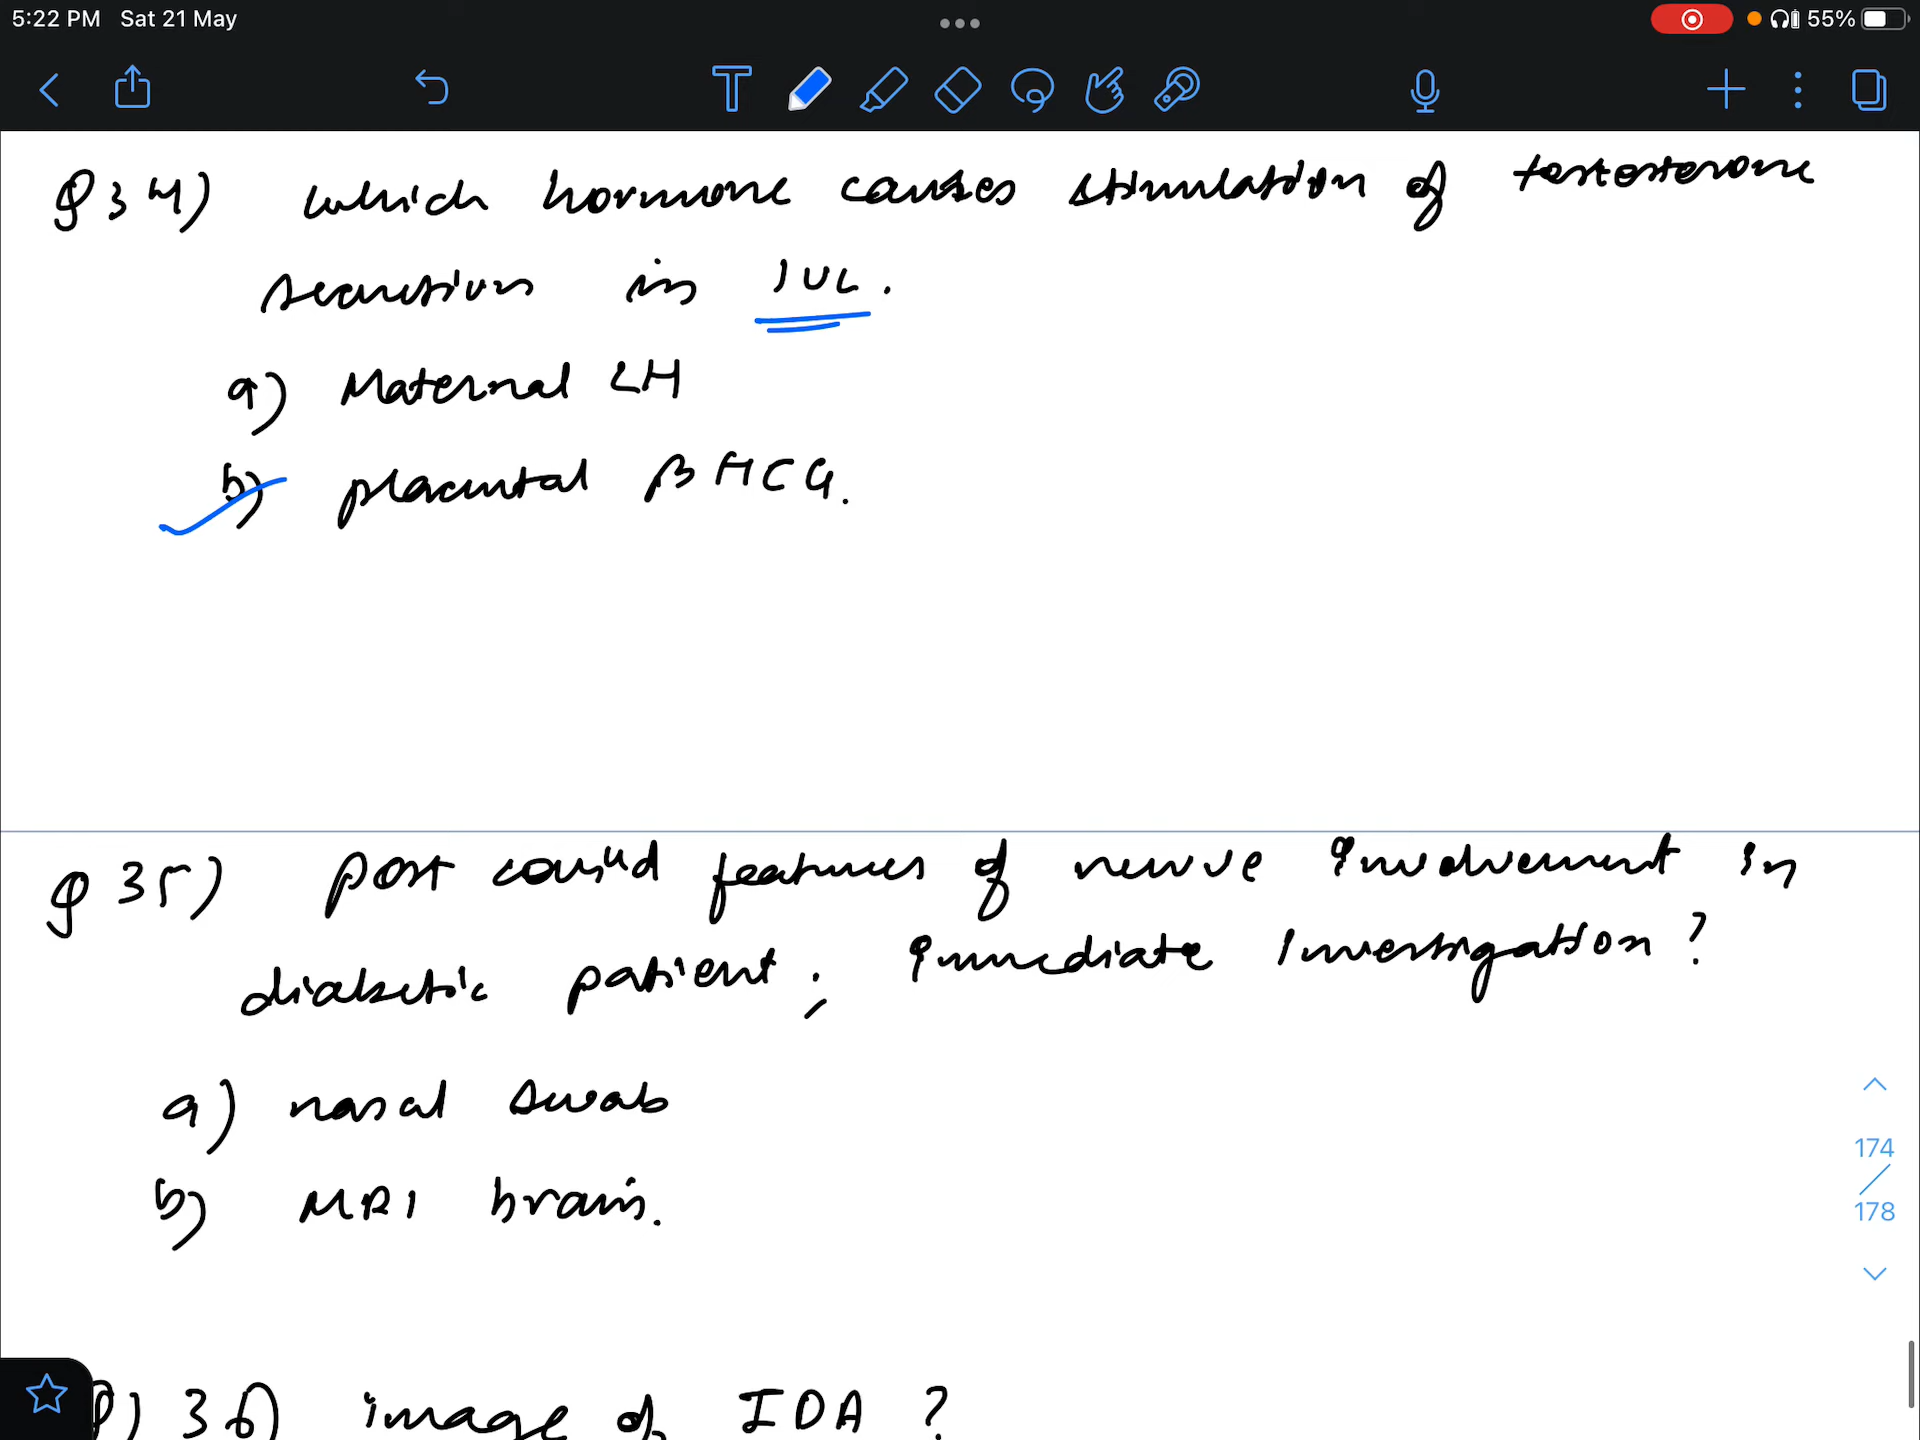 5:22 PM Sat 21 May
55%
T
Q 34) which hormone causes stimulation of testesterone
secretion in IUL.
a) Maternal LH
b) placental β HCG.
Q 35) post covid features of nerve involvement in
diabetic patient; immediate investigation?
a) nasal swab
b) MRI brain.
174
178
Q) 36) image of IDA ?